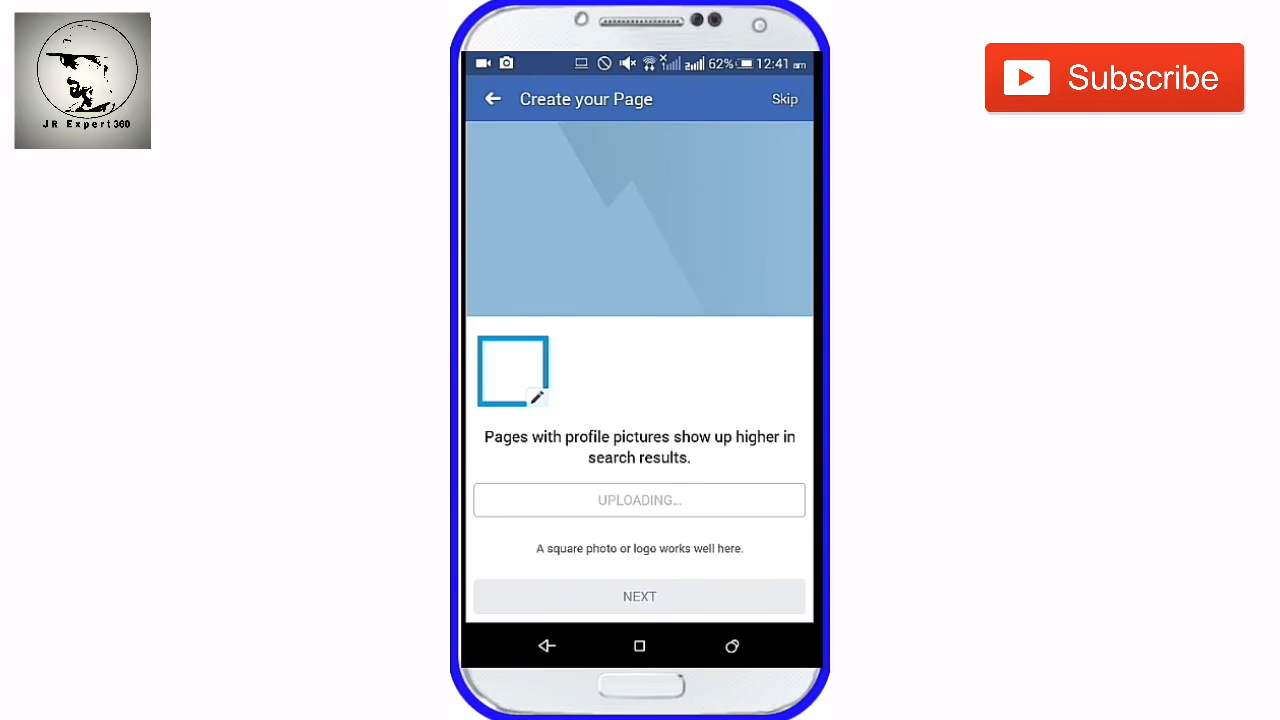 JR Expert360
Subscribe
62% 12:41 am
Create your Page
Skip
Pages with profile pictures show up higher in
search results.
UPLOADING...
A square photo or logo works well here.
NEXT